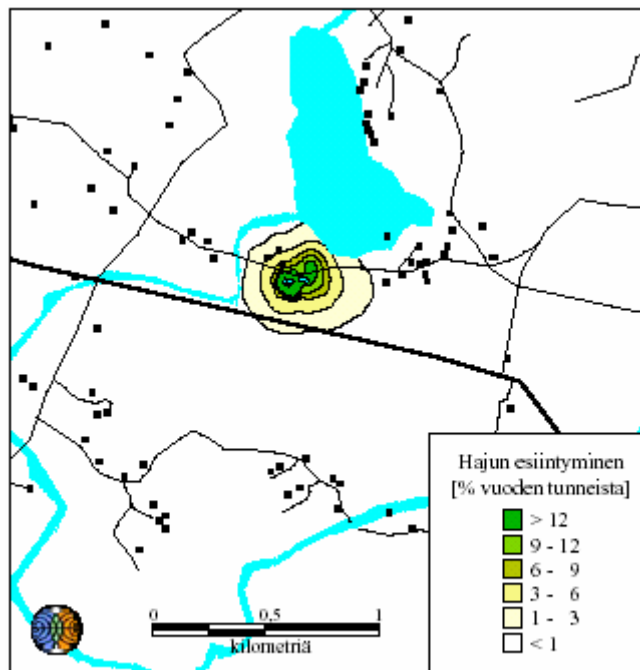 Hajun esiintyminen
[% vuoden tunneista]
> 12
9 - 12
6 - 9
3 - 6
1 - 3
< 1
0 0,5 1
kilometriä